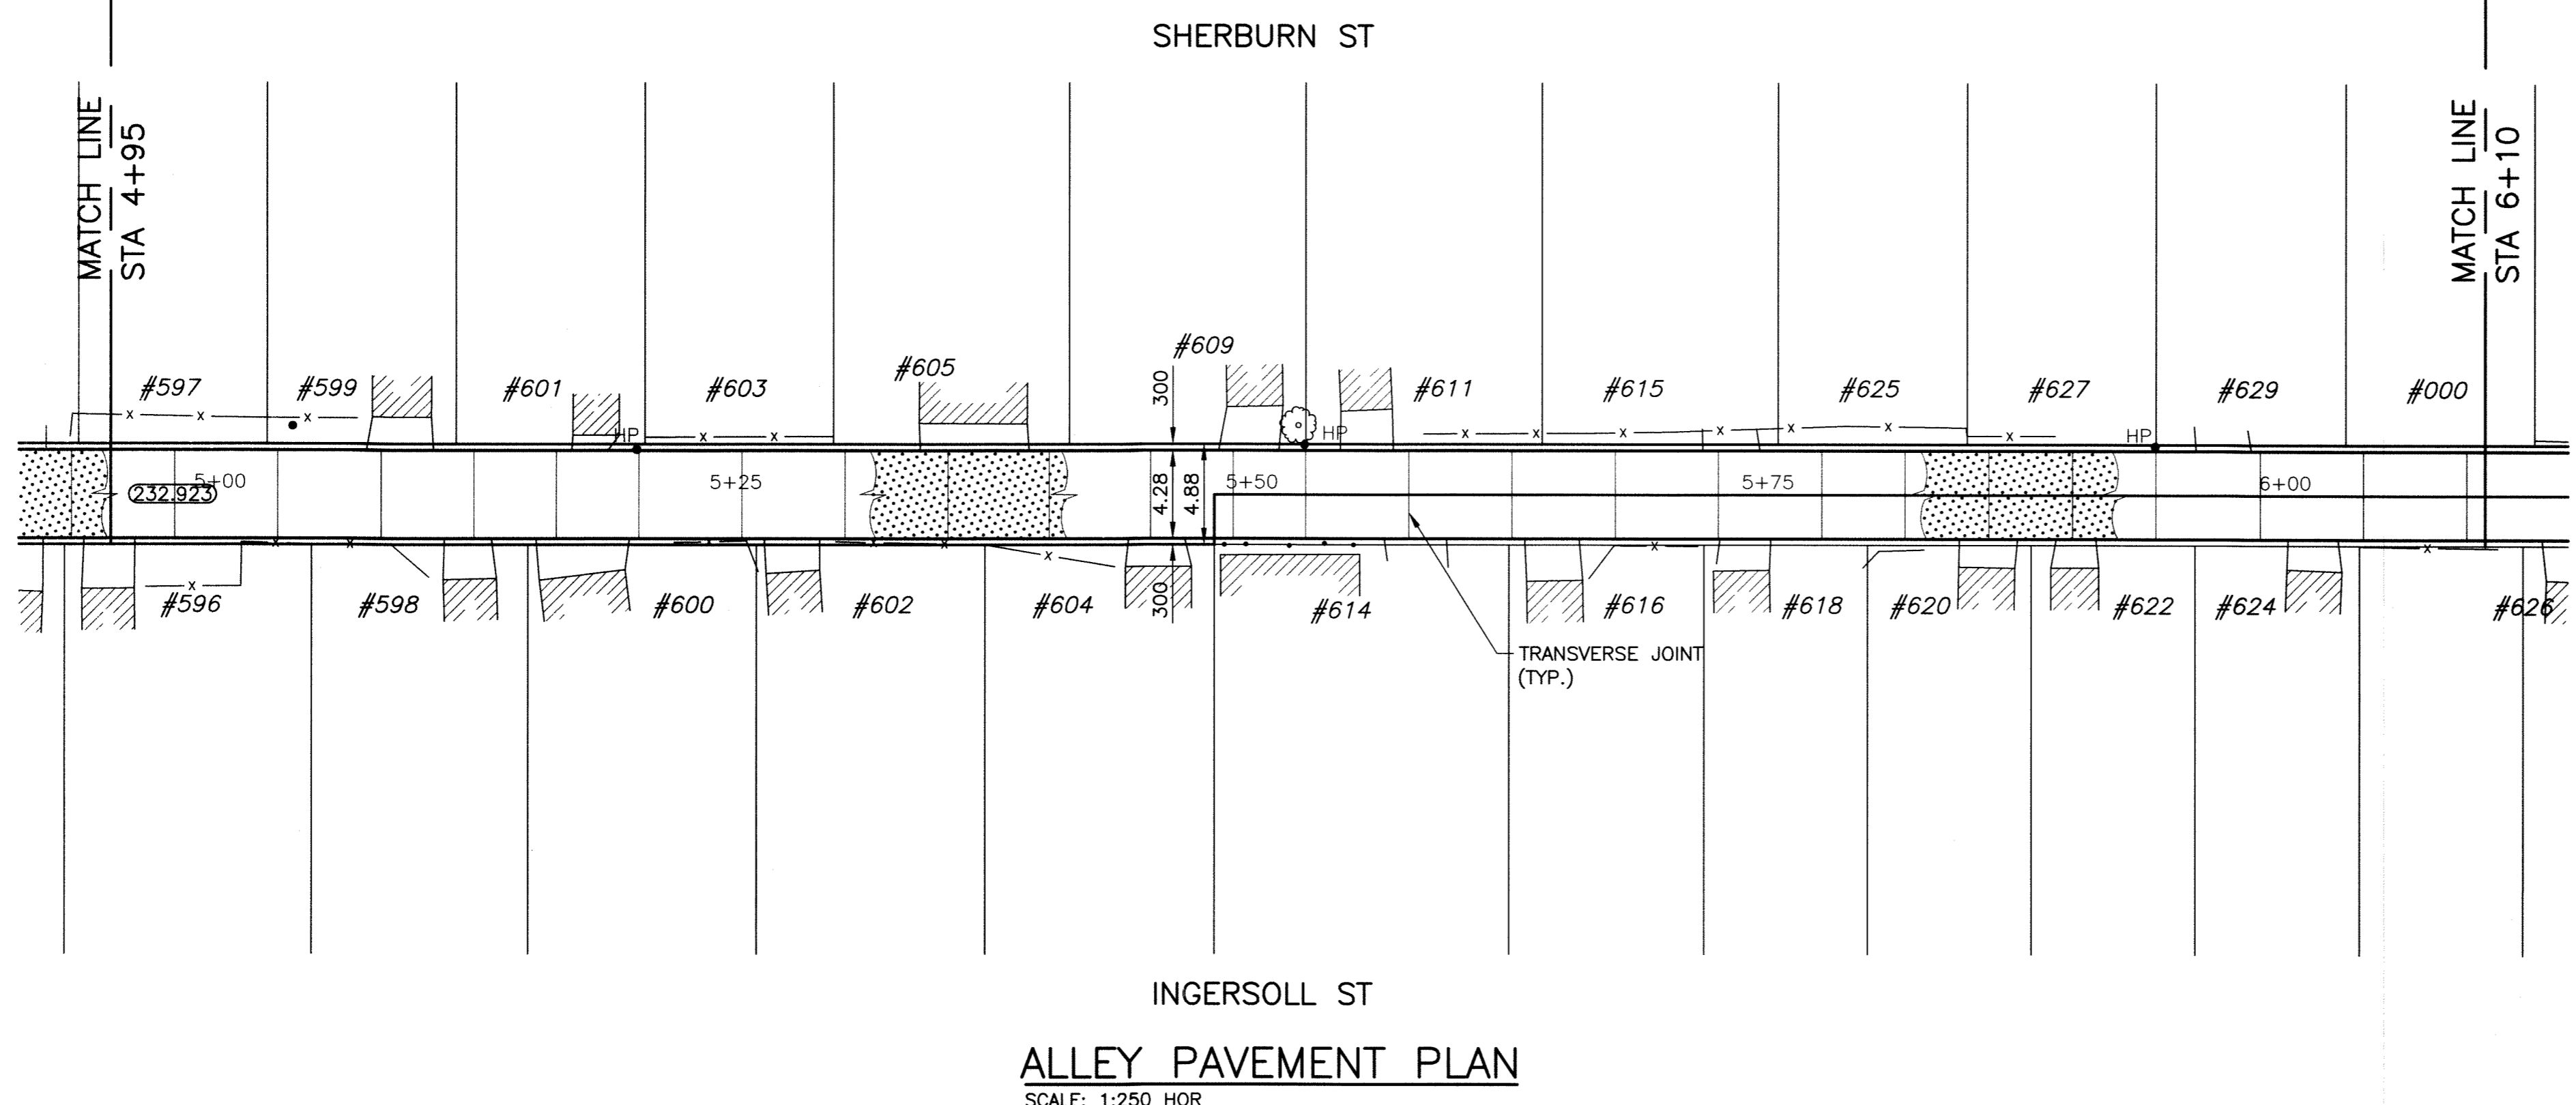 SHERBURN ST
MATCH LINE
STA 4+95
MATCH LINE
STA 6+10
#597
#599
#601
#603
#605
#609
300
#611
#615
#625
#627
#629
#000
HP
HP
HP
5+00
232.923
5+25
4.28
4.88
5+50
5+75
6+00
#596
#598
#600
#602
#604
300
#614
#616
#618
#620
#622
#624
#626
TRANSVERSE JOINT
(TYP.)
INGERSOLL ST
ALLEY PAVEMENT PLAN
SCALE: 1:250 HOR